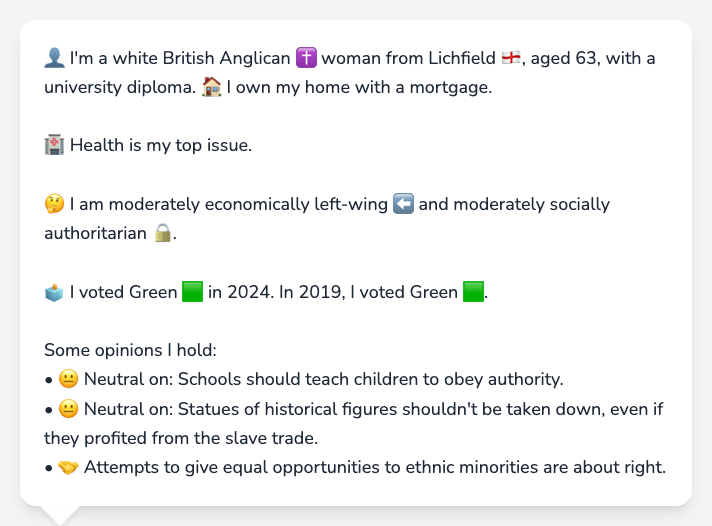 👤 I'm a white British Anglican ✝️ woman from Lichfield 🏴󠁧󠁢󠁥󠁮󠁧󠁿, aged 63, with a
university diploma. 🏠 I own my home with a mortgage.
🏥 Health is my top issue.
🤔 I am moderately economically left-wing ⬅️ and moderately socially
authoritarian 🔒.
🗳️ I voted Green 🟩 in 2024. In 2019, I voted Green 🟩.
Some opinions I hold:
• 😐 Neutral on: Schools should teach children to obey authority.
• 😐 Neutral on: Statues of historical figures shouldn't be taken down, even if
they profited from the slave trade.
• 🤝 Attempts to give equal opportunities to ethnic minorities are about right.